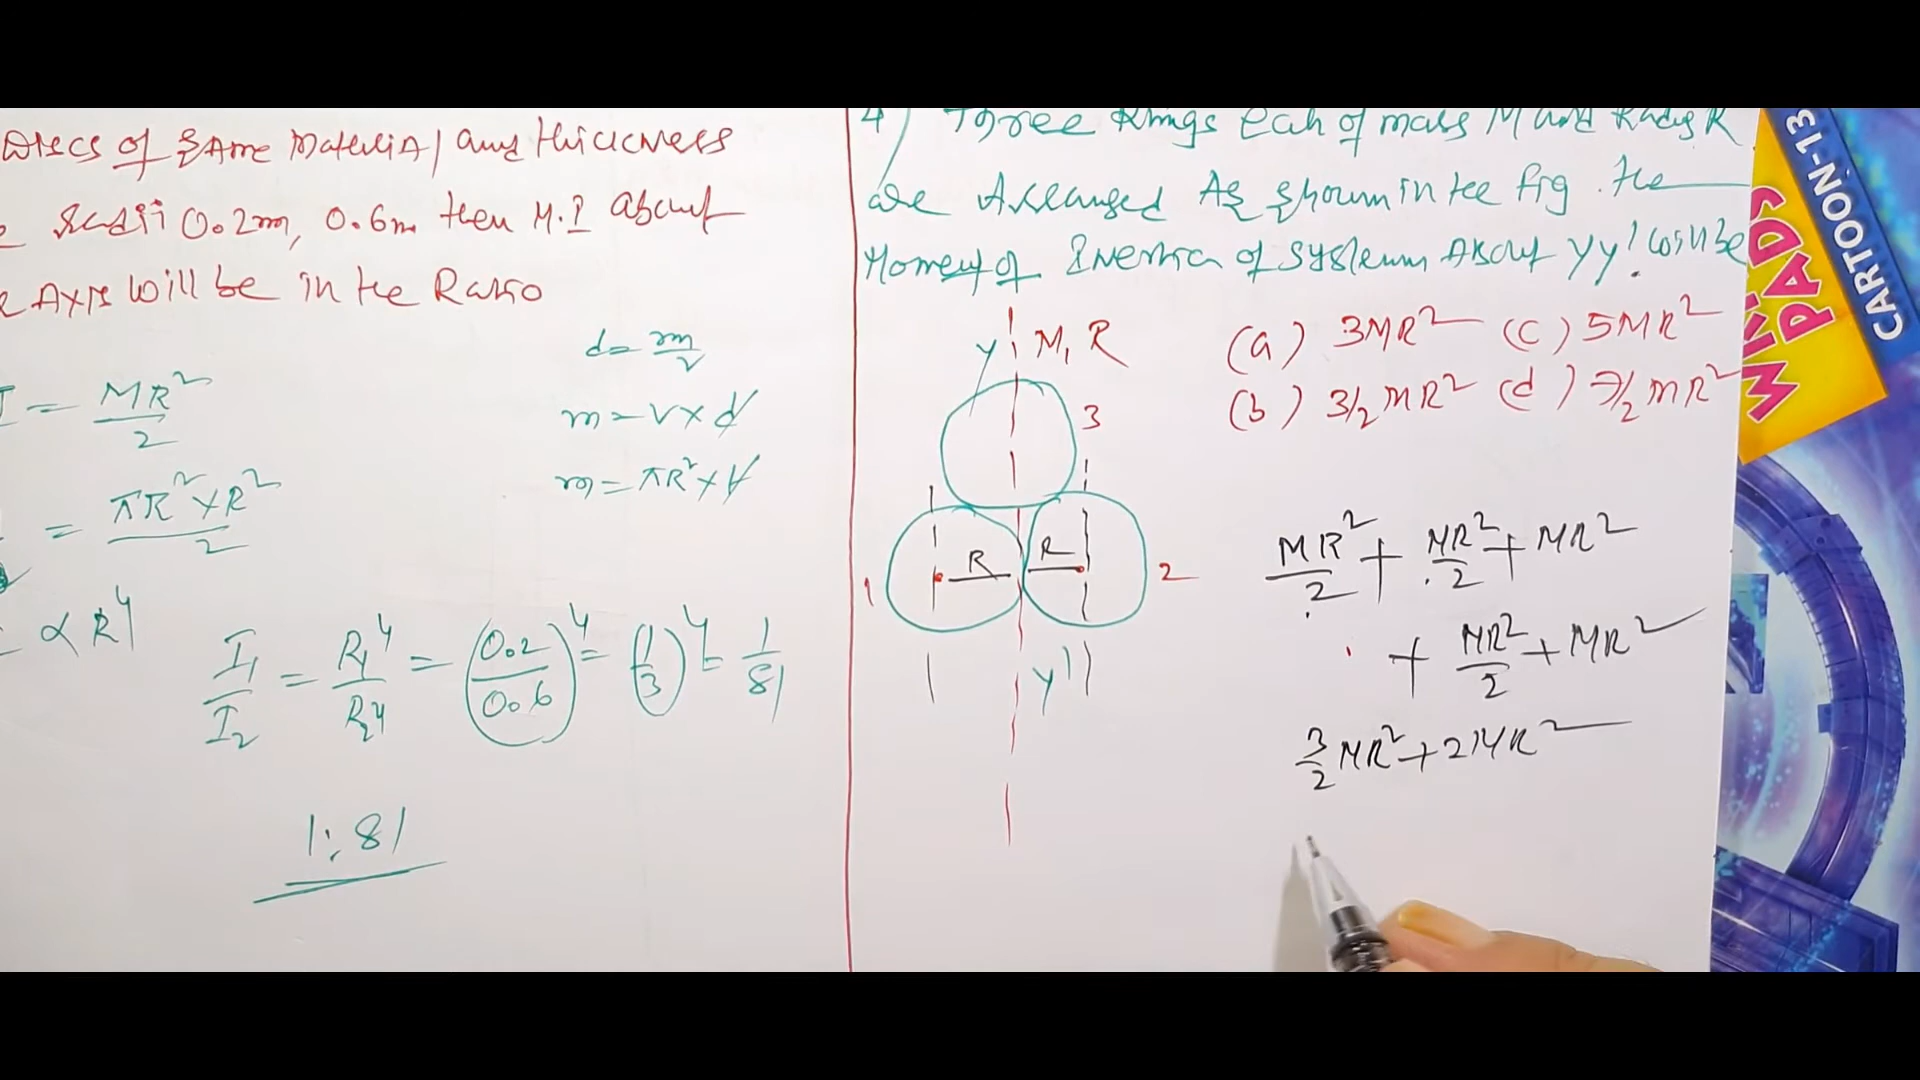 Discs of same material and thickness
radii 0.2m, 0.6m then M.I about
Axis will be in the Ratio
I = MR²/2
= πR² x R²/2
∝ R⁴
d = m/v
m = v x d
m = πR² x t
I₁/I₂ = R₁⁴/R₂⁴ = (0.2/0.6)⁴ = (1/3)⁴ = 1/81
1:81
4) Three Rings Each of mass M and Radius R
are Arranged As shown in the fig. the
Moment of Inertia of system About yy' will be
(a) 3MR² (c) 5MR²
(b) 3/2 MR² (d) 7/2 MR²
y M, R
3
R R
1 2
y'
MR²/2 + MR²/2 + MR²
+ MR²/2 + MR²
3/2 MR² + 2MR²
PADS
CARTOON-13